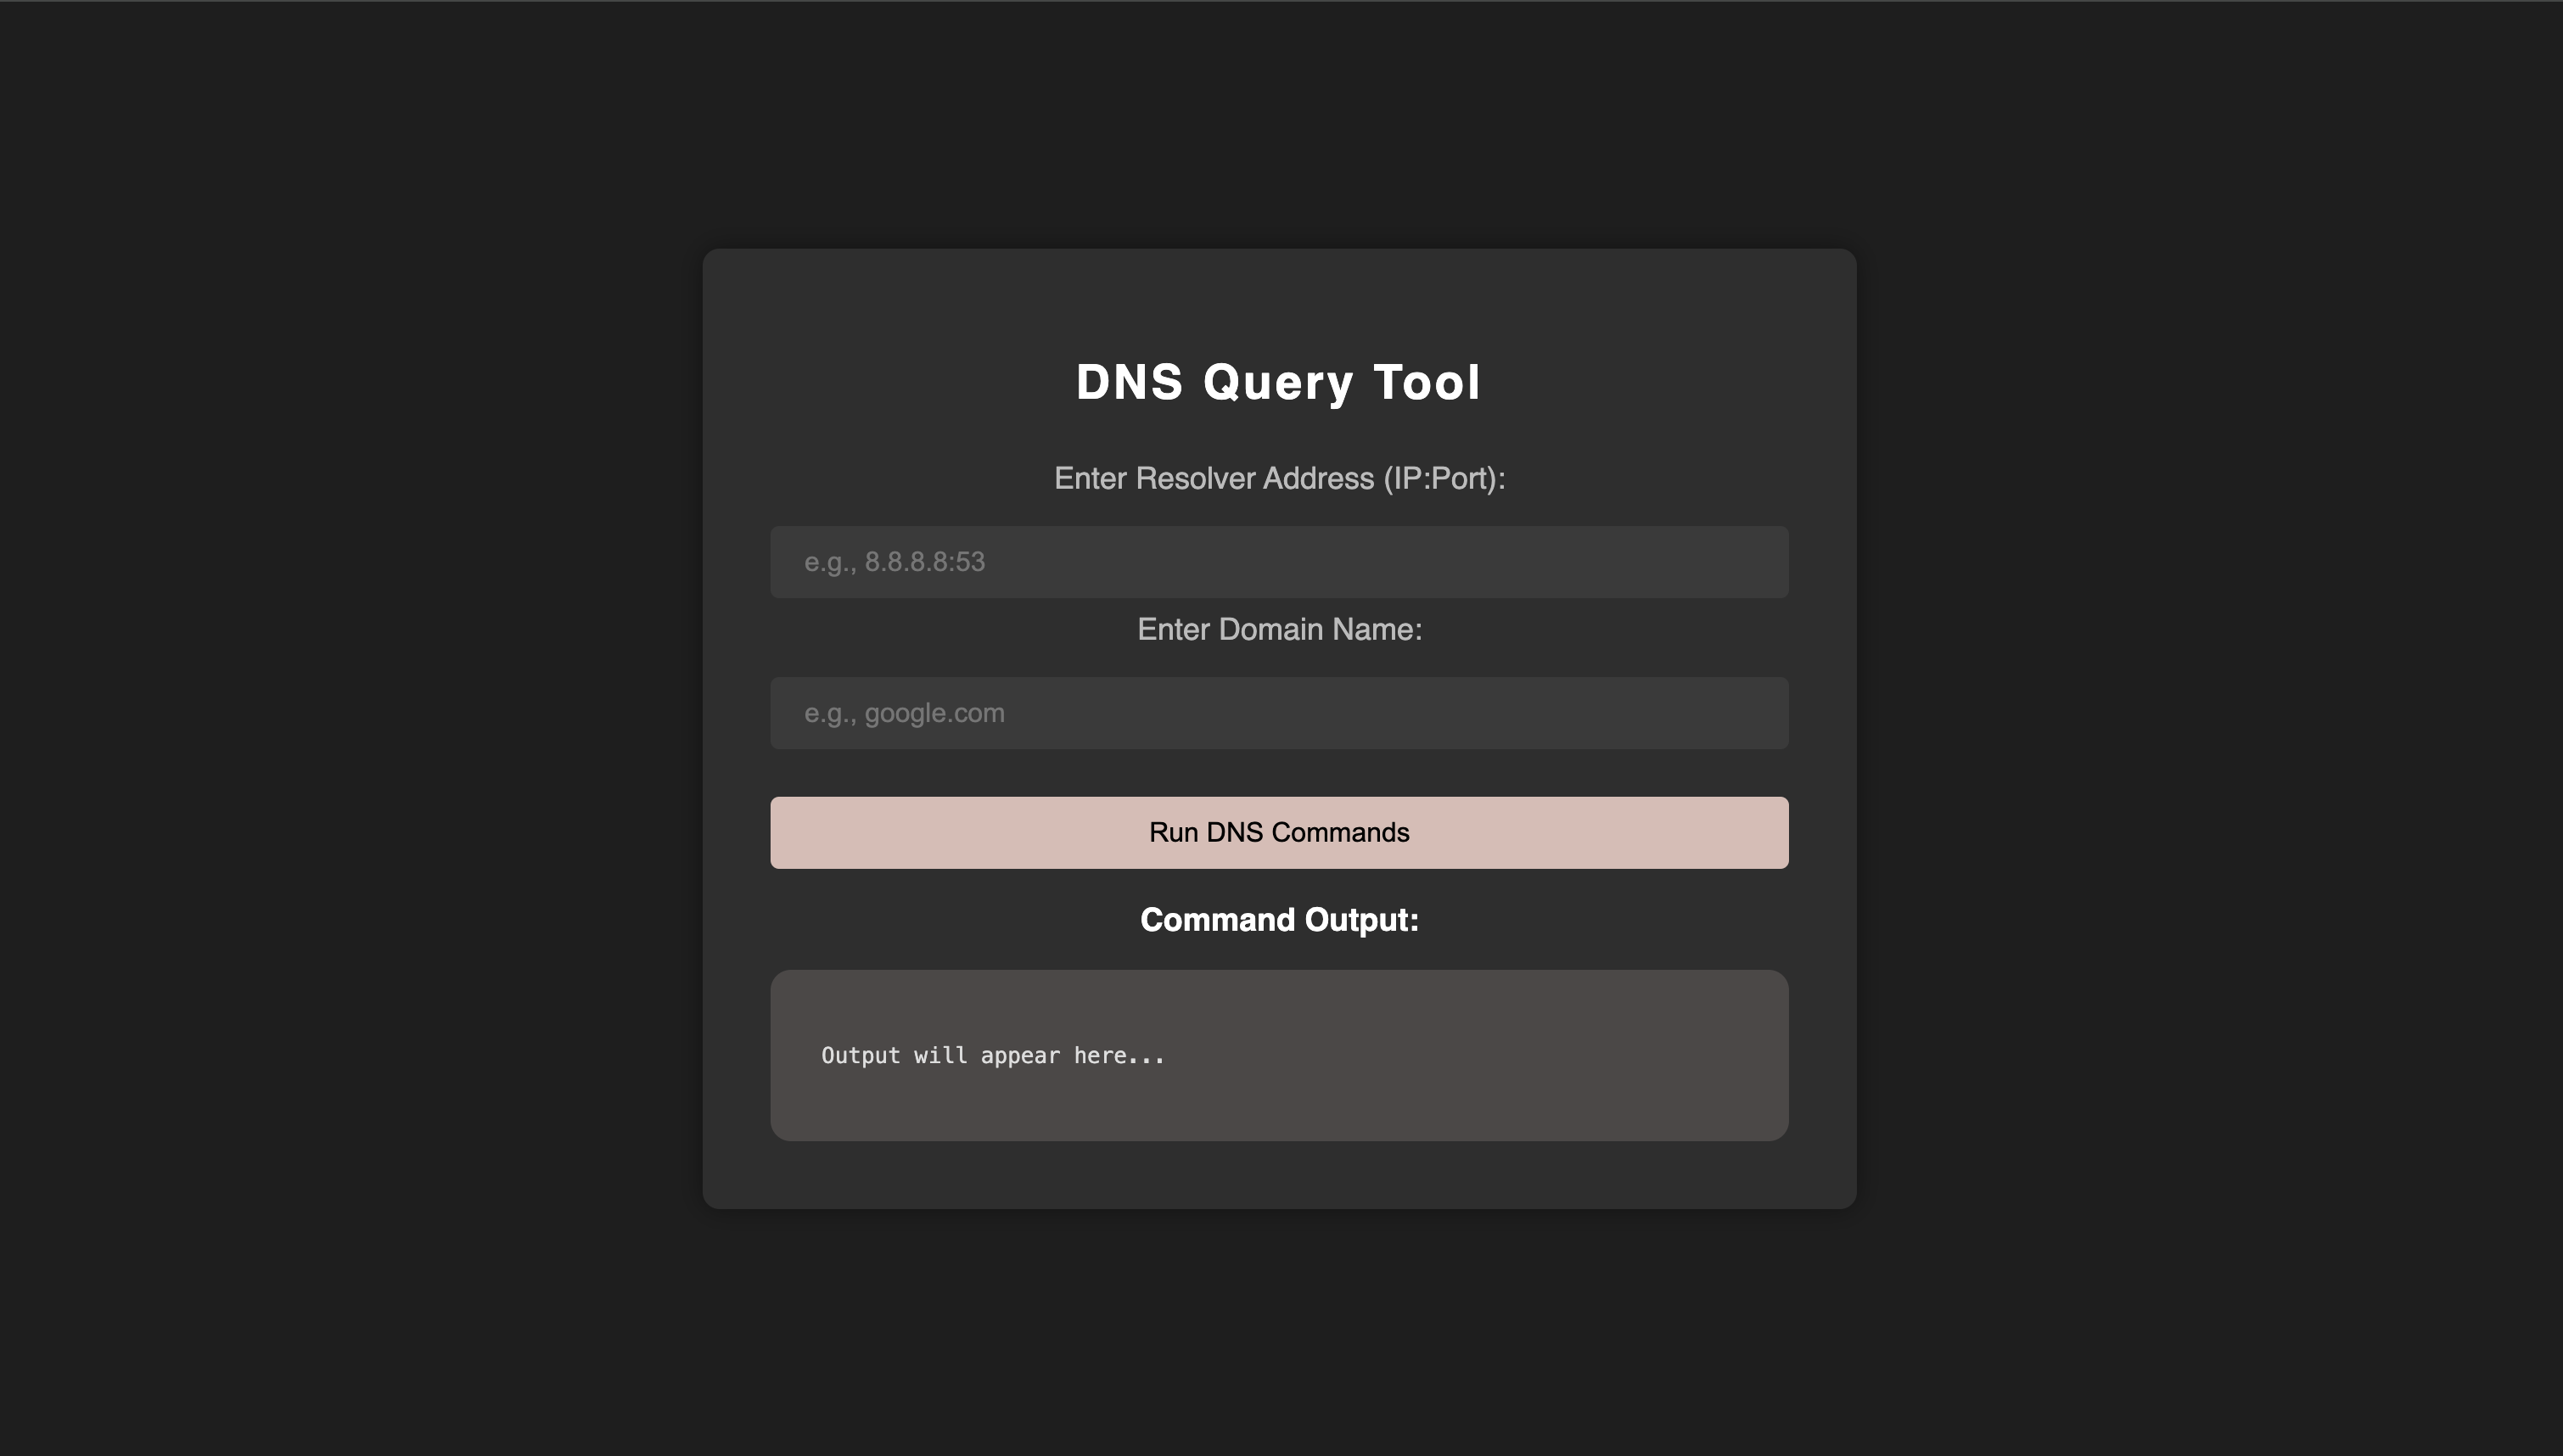 DNS Query Tool
Enter Resolver Address (IP:Port):
e.g., 8.8.8.8:53
Enter Domain Name:
e.g., google.com
Run DNS Commands
Command Output:
Output will appear here...